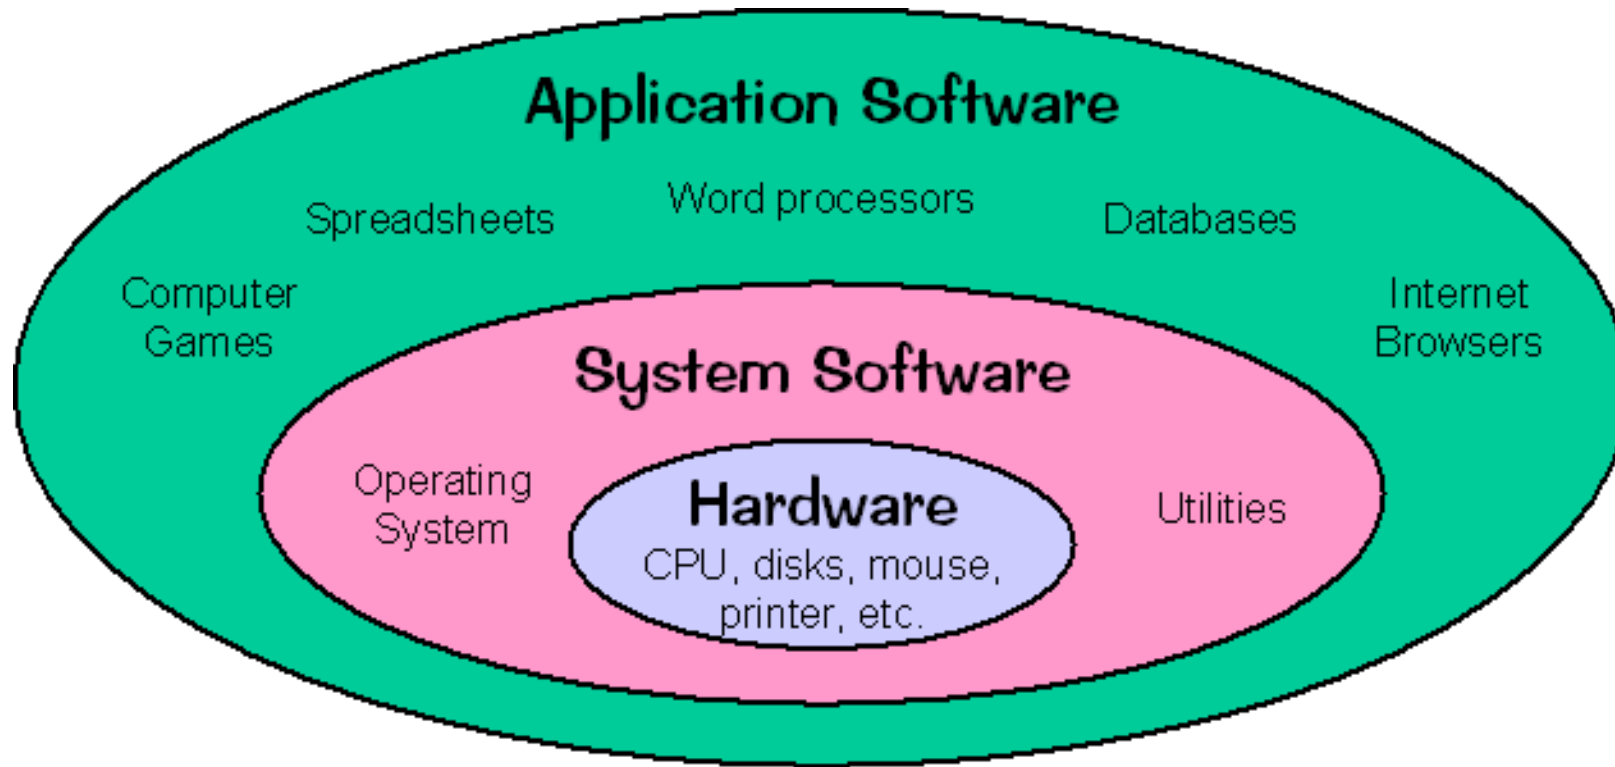 Application Software
Word processors
Spreadsheets
Databases
Computer
Games
Internet
Browsers
System Software
Operating
System
Utilities
Hardware
CPU, disks, mouse,
printer, etc.